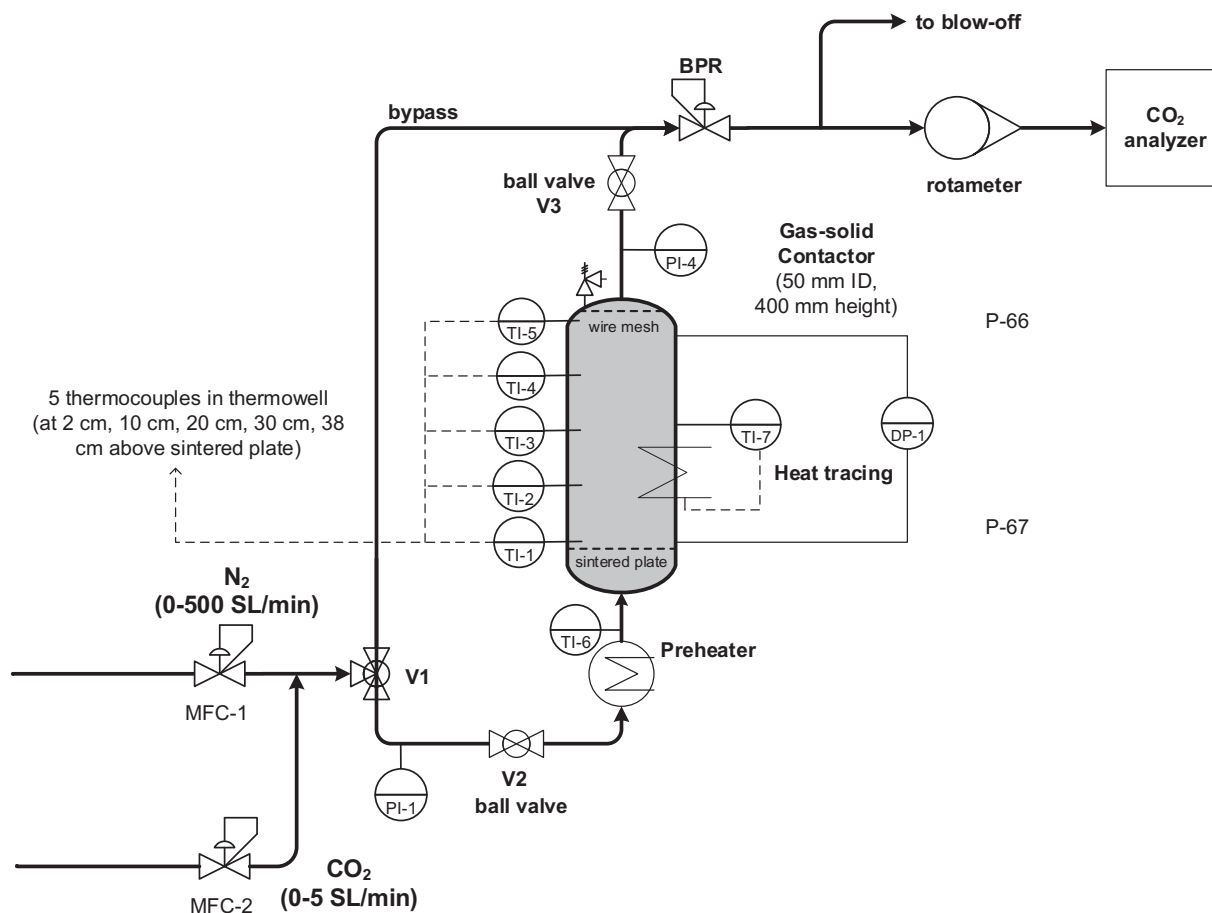 to blow-off
BPR
bypass
CO₂
analyzer
rotameter
ball valve
V3
PI-4
Gas-solid
Contactor
(50 mm ID,
400 mm height)
P-66
TI-5
wire mesh
TI-4
5 thermocouples in thermowell
(at 2 cm, 10 cm, 20 cm, 30 cm, 38
cm above sintered plate)
TI-3
TI-7
DP-1
Heat tracing
TI-2
P-67
TI-1
sintered plate
N₂
(0-500 SL/min)
TI-6
Preheater
V1
MFC-1
V2
ball valve
PI-1
CO₂
(0-5 SL/min)
MFC-2